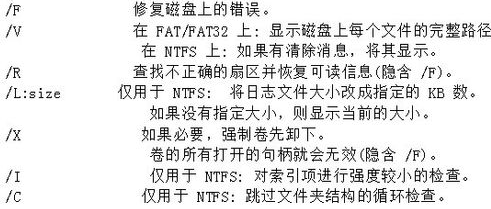 /F 修复磁盘上的错误。
/V 在 FAT/FAT32 上: 显示磁盘上每个文件的完整路径
在 NTFS 上: 如果有清除消息，将其显示。
/R 查找不正确的扇区并恢复可读信息(隐含 /F)。
/L:size 仅用于 NTFS: 将日志文件大小改成指定的 KB 数。
如果没有指定大小，则显示当前的大小。
/X 如果必要，强制卷先卸下。
卷的所有打开的句柄就会无效(隐含 /F)。
/I 仅用于 NTFS: 对索引项进行强度较小的检查。
/C 仅用于 NTFS: 跳过文件夹结构的循环检查。